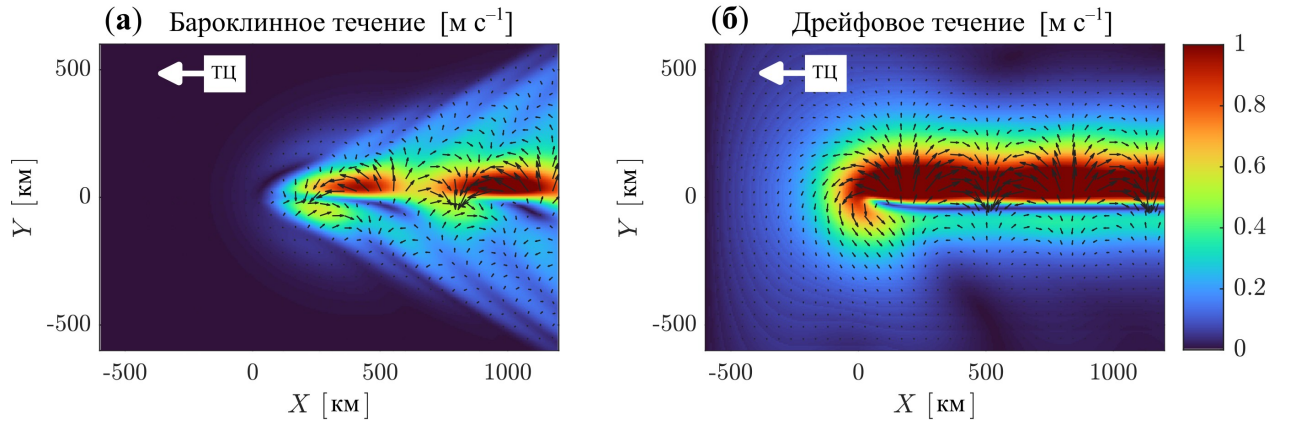 (а) Бароклинное течение [м с⁻¹]
(б) Дрейфовое течение [м с⁻¹]
ТЦ
ТЦ
500
0
-500
Y [км]
-500 0 500 1000
X [км]
500
0
-500
Y [км]
-500 0 500 1000
X [км]
1
0.8
0.6
0.4
0.2
0